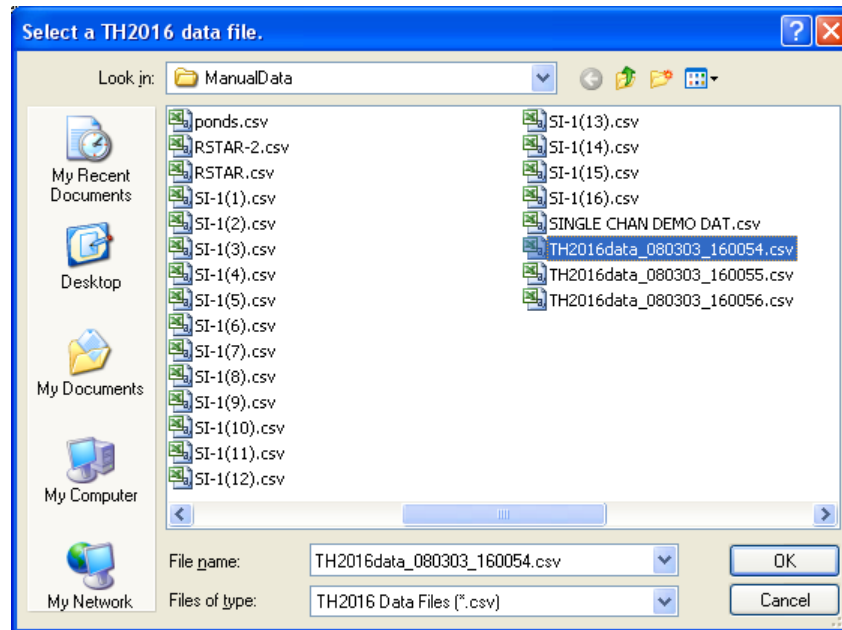 Select a TH2016 data file.
Look in: ManualData
My Recent
Documents
Desktop
My Documents
My Computer
My Network
ponds.csv
RSTAR-2.csv
RSTAR.csv
SI-1(1).csv
SI-1(2).csv
SI-1(3).csv
SI-1(4).csv
SI-1(5).csv
SI-1(6).csv
SI-1(7).csv
SI-1(8).csv
SI-1(9).csv
SI-1(10).csv
SI-1(11).csv
SI-1(12).csv
SI-1(13).csv
SI-1(14).csv
SI-1(15).csv
SI-1(16).csv
SINGLE CHAN DEMO DAT.csv
TH2016data_080303_160054.csv
TH2016data_080303_160055.csv
TH2016data_080303_160056.csv
File name: TH2016data_080303_160054.csv OK
Files of type: TH2016 Data Files (*.csv) Cancel